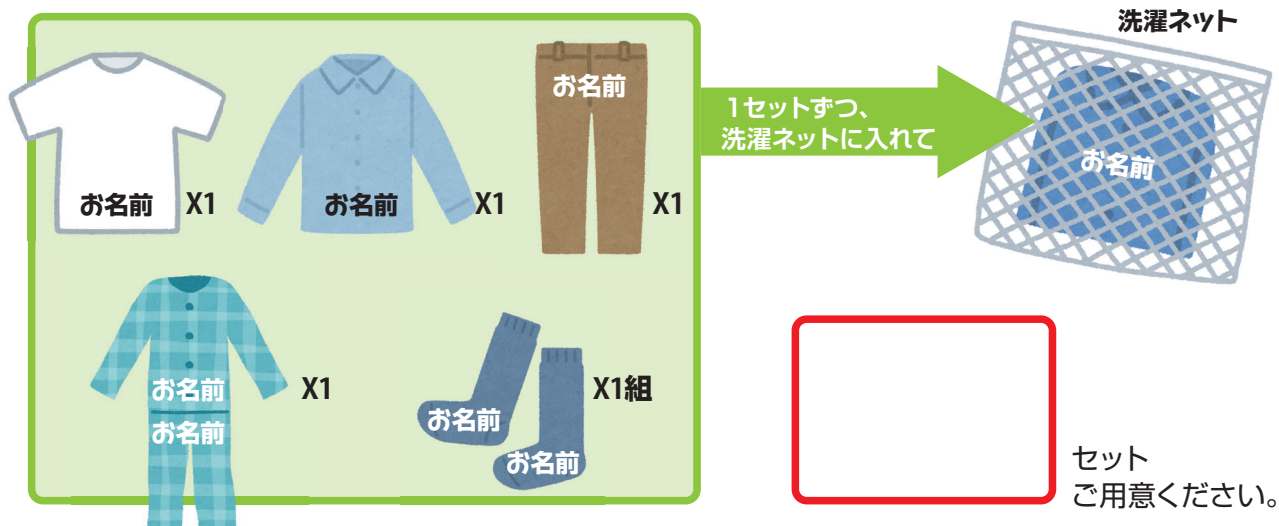 お名前 X1
お名前 X1
お名前
X1
1セットずつ、
洗濯ネットに入れて
洗濯ネット
お名前
お名前
お名前
X1
お名前
お名前
X1組
セット
ご用意ください。